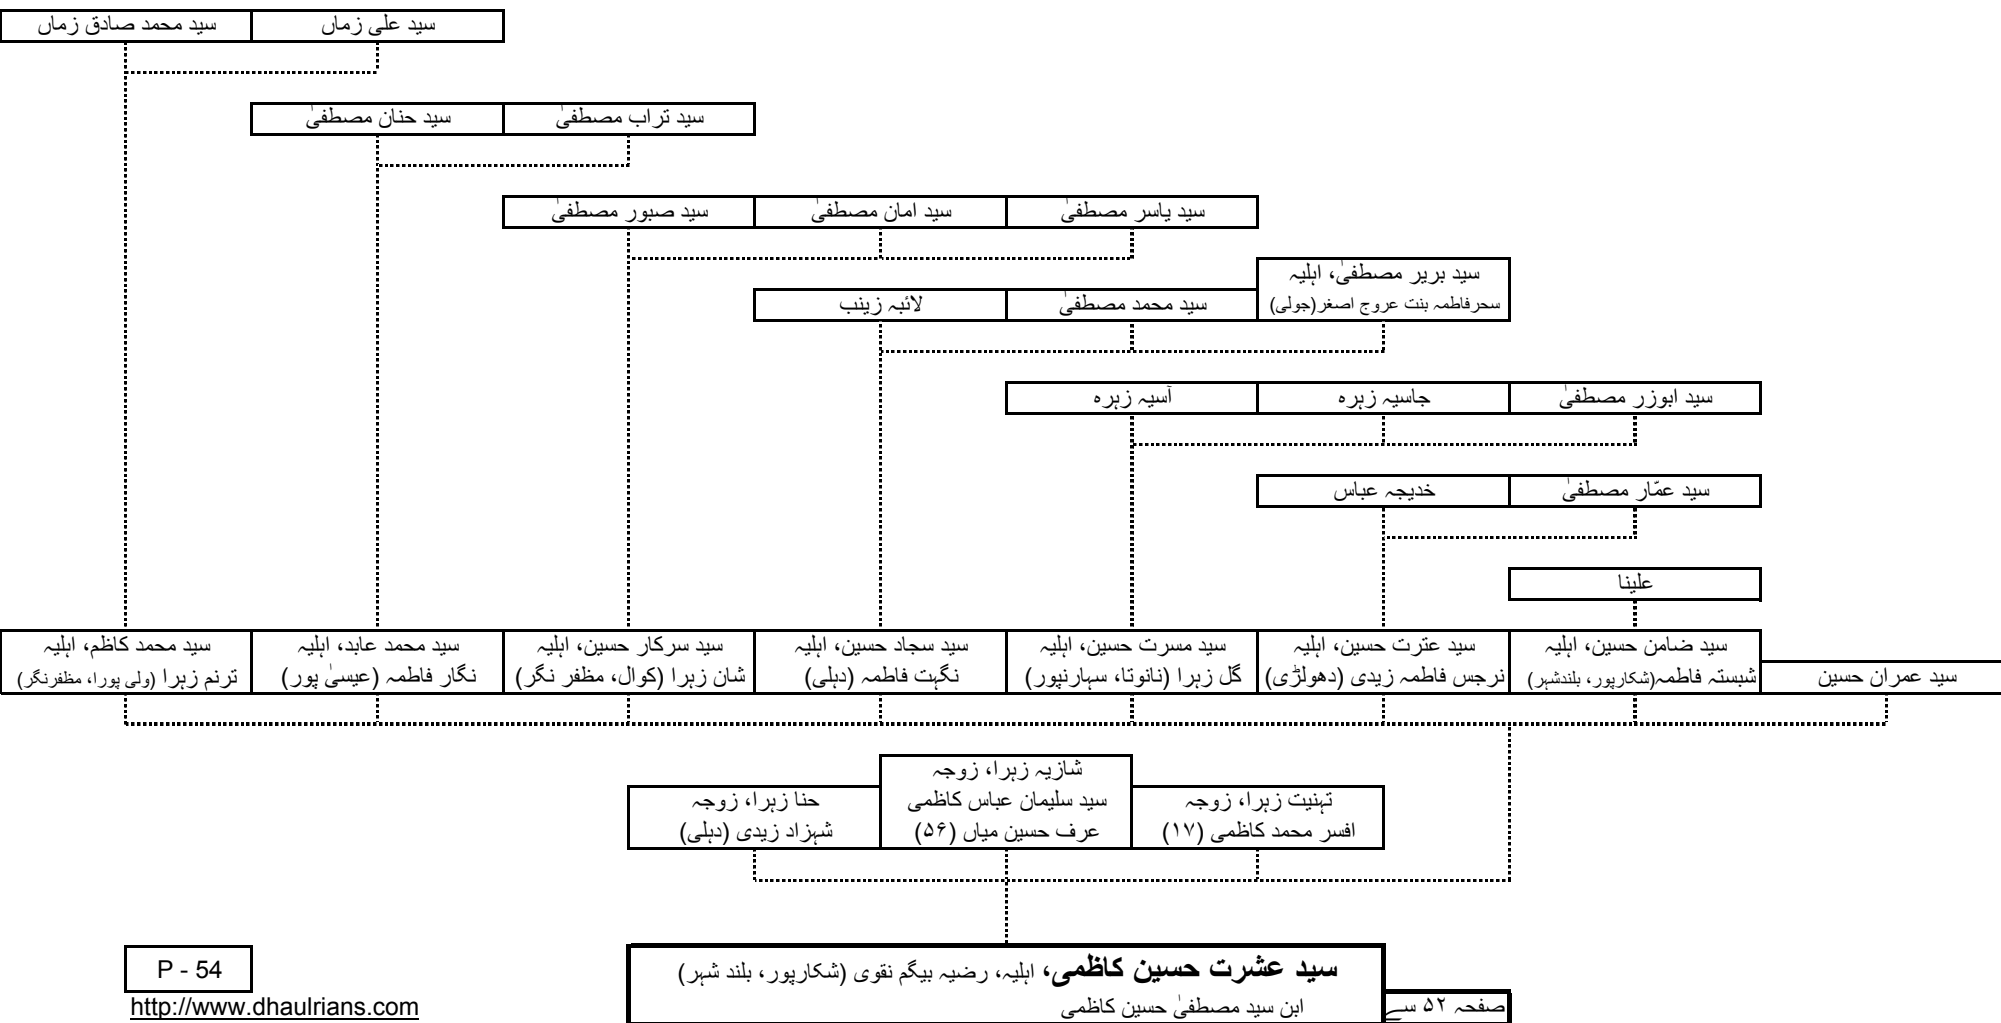 سید علی زماں
سید محمد صادق زماں
سید تراب مصطفیٰ
سید حنان مصطفیٰ
سید یاسر مصطفیٰ
سید امان مصطفیٰ
سید صبور مصطفیٰ
سید بریر مصطفیٰ، اہلیہ
سحرفاطمہ بنت عروج اصغر(جولی)
سید محمد مصطفیٰ
لائبہ زینب
سید ابوزر مصطفیٰ
جاسیہ زہرہ
آسیہ زہرہ
سید عمّار مصطفیٰ
خدیجہ عباس
علینا
سید عمران حسین
سید ضامن حسین، اہلیہ
شبستہ فاطمہ(شکارپور، بلندشہر)
سید عترت حسین، اہلیہ
نرجس فاطمہ زیدی (دھولڑی)
سید مسرت حسین، اہلیہ
گل زہرا (نانوتا، سہارنپور)
سید سجاد حسین، اہلیہ
نگہت فاطمہ (دہلی)
سید سرکار حسین، اہلیہ
شان زہرا (کوال، مظفر نگر)
سید محمد عابد، اہلیہ
نگار فاطمہ (عیسیٰ پور)
سید محمد کاظم، اہلیہ
ترنم زہرا (ولی پورا، مظفرنگر)
تہنیت زہرا، زوجہ
افسر محمد کاظمی (۱۷)
شازیہ زہرا، زوجہ
سید سلیمان عباس کاظمی
عرف حسین میاں (۵۶)
حنا زہرا، زوجہ
شہزاد زیدی (دہلی)
سید عشرت حسین کاظمی، اہلیہ، رضیہ بیگم نقوی (شکارپور، بلند شہر)
ابن سید مصطفیٰ حسین کاظمی
صفحہ ۵۲ سے
P - 54
http://www.dhaulrians.com